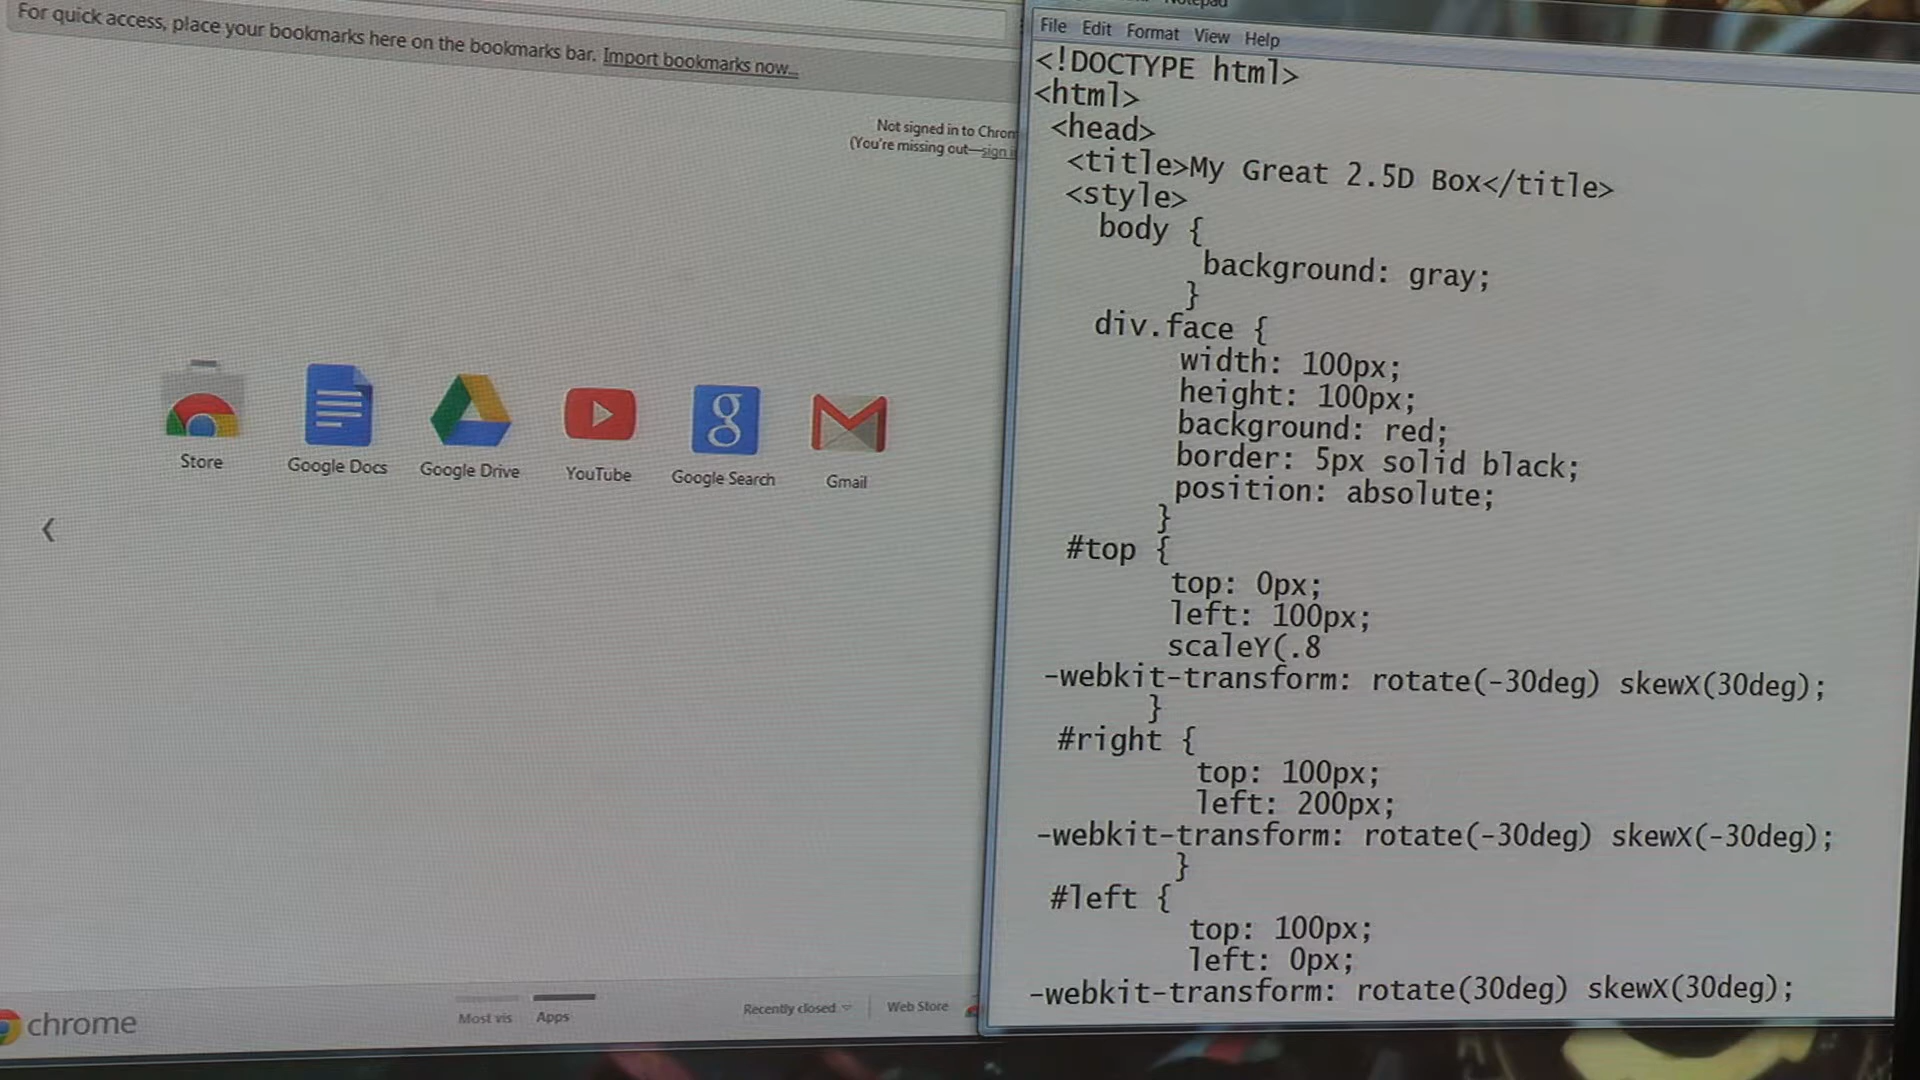 For quick access, place your bookmarks here on the bookmarks bar. Import bookmarks now...
Not signed in to Chrom
(You're missing out—sign i
Store
Google Docs
Google Drive
YouTube
g
Google Search
Gmail
chrome
Most vis
Apps
Recently closed
Web Store
Notepad
File Edit Format View Help
<!DOCTYPE html>
<html>
<head>
<title>My Great 2.5D Box</title>
<style>
body {
background: gray;
}
div.face {
width: 100px;
height: 100px;
background: red;
border: 5px solid black;
position: absolute;
}
#top {
top: 0px;
left: 100px;
scaleY(.8
-webkit-transform: rotate(-30deg) skewX(30deg);
}
#right {
top: 100px;
left: 200px;
-webkit-transform: rotate(-30deg) skewX(-30deg);
}
#left {
top: 100px;
left: 0px;
-webkit-transform: rotate(30deg) skewX(30deg);